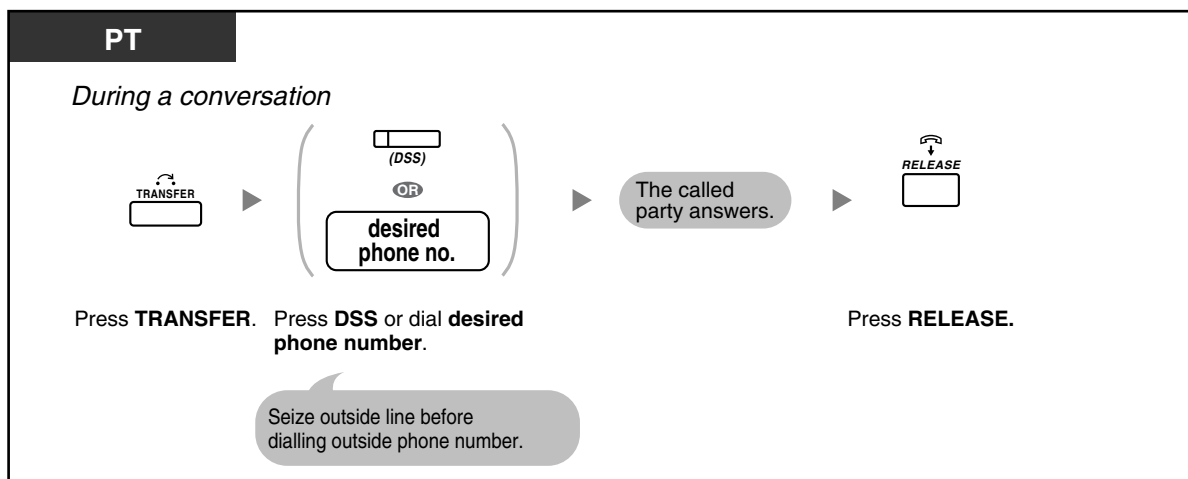 PT
During a conversation
TRANSFER
(DSS)
OR
desired
phone no.
The called
party answers.
RELEASE
Press TRANSFER.
Press DSS or dial desired
phone number.
Press RELEASE.
Seize outside line before
dialling outside phone number.